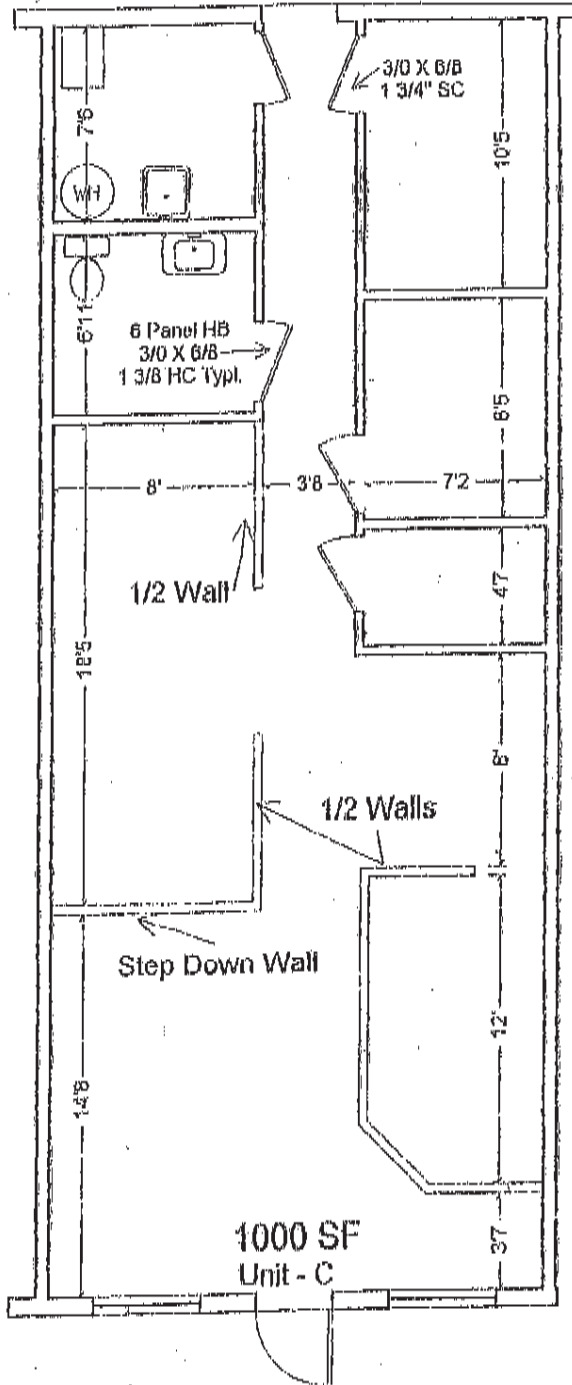 3/0 X 6/8
1 3/4" SC
7'6
10'5
WH
6'11
6 Panel HB
3/0 X 6/8
1 3/8 HC Typl.
6'5
8'
3'8
7'2
1/2 Wall
4'7
18'5
8'
1/2 Walls
Step Down Wall
12'
14'8
3'7
1000 SF
Unit - C